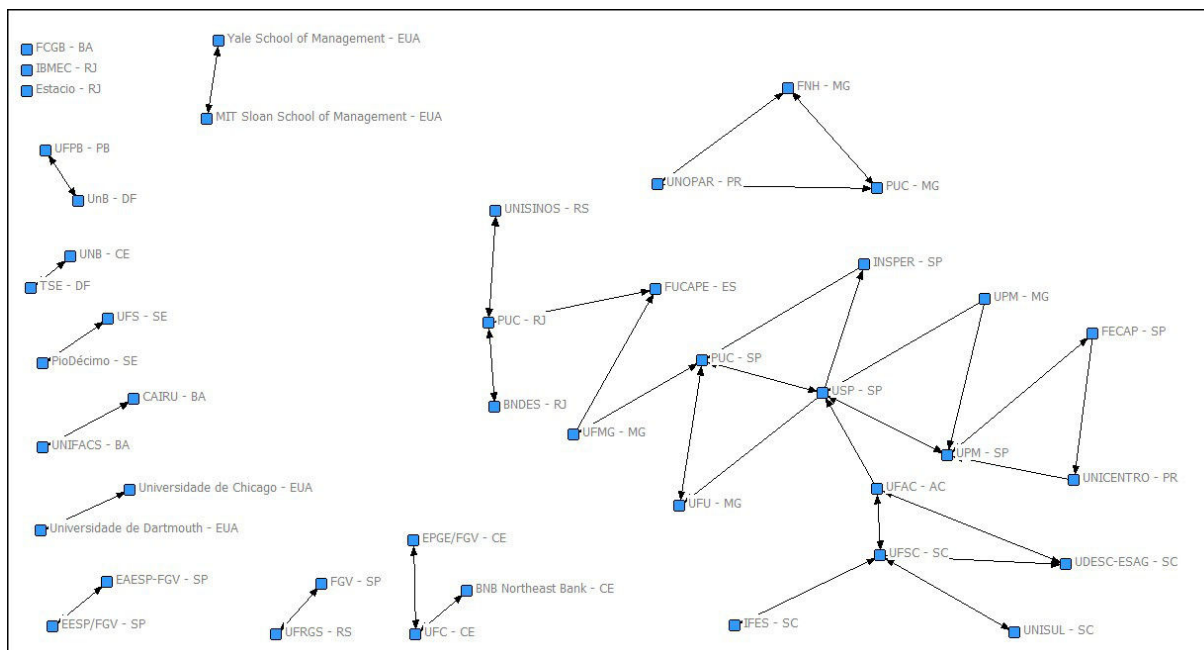 FCGB - BA
IBMEC - RJ
Estacio - RJ
Yale School of Management - EUA
MIT Sloan School of Management - EUA
FNH - MG
UNOPAR - PR
PUC - MG
UFPB - PB
UnB - DF
UNISINOS - RS
UNB - CE
TSE - DF
INSPER - SP
FUCAPE - ES
UPM - MG
UFS - SE
PUC - RJ
FECAP - SP
PioDécimo - SE
PUC - SP
USP - SP
CAIRU - BA
BNDES - RJ
UFMG - MG
UNIFACS - BA
UPM - SP
UNICENTRO - PR
Universidade de Chicago - EUA
UFAC - AC
UFU - MG
Universidade de Dartmouth - EUA
EPGE/FGV - CE
UFSC - SC
UDESC-ESAG - SC
EAESP-FGV - SP
FGV - SP
BNB Northeast Bank - CE
EESP/FGV - SP
UFRGS - RS
UFC - CE
IFES - SC
UNISUL - SC